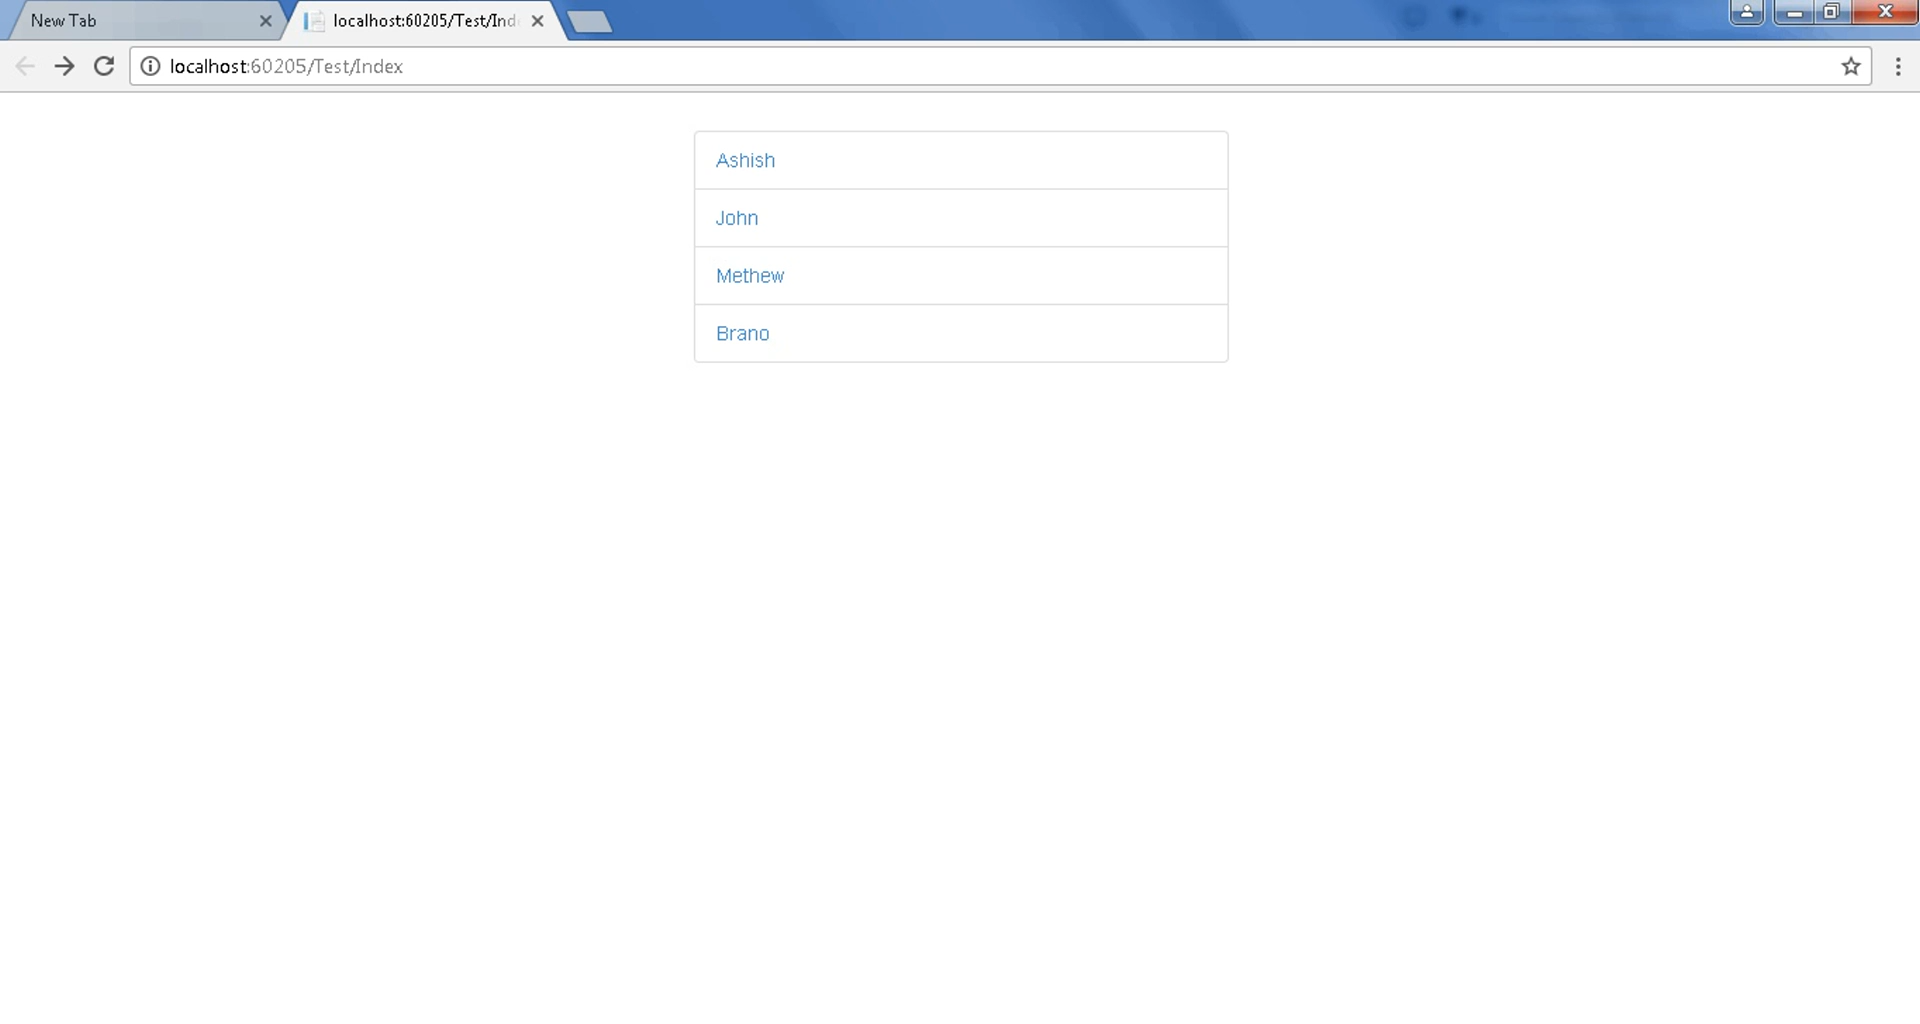 New Tab
localhost:60205/Test/Ind
localhost:60205/Test/Index
Ashish
John
Methew
Brano